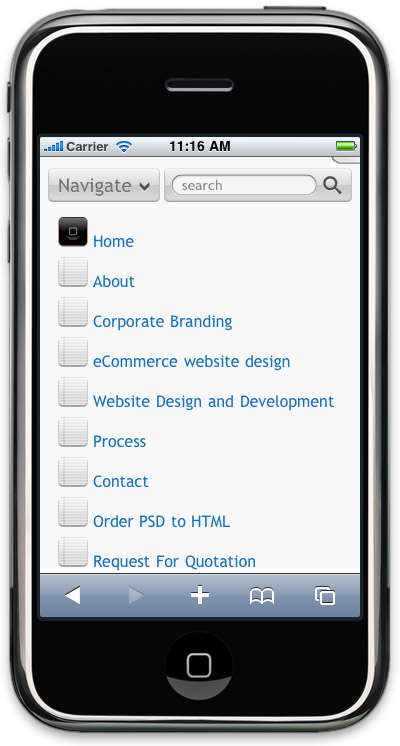 Carrier 11:16 AM
Navigate search
Home
About
Corporate Branding
eCommerce website design
Website Design and Development
Process
Contact
Order PSD to HTML
Request For Quotation